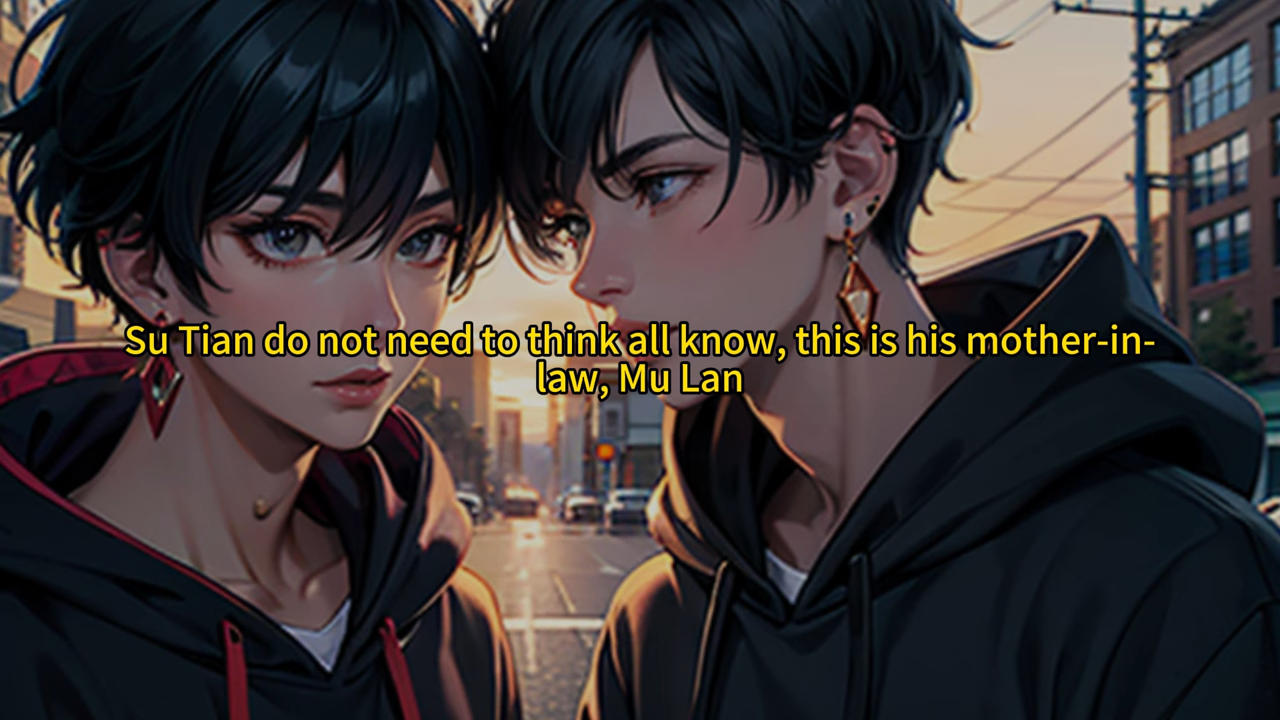 Su Tian do not need to think all know, this is his mother-in-
law, Mu Lan